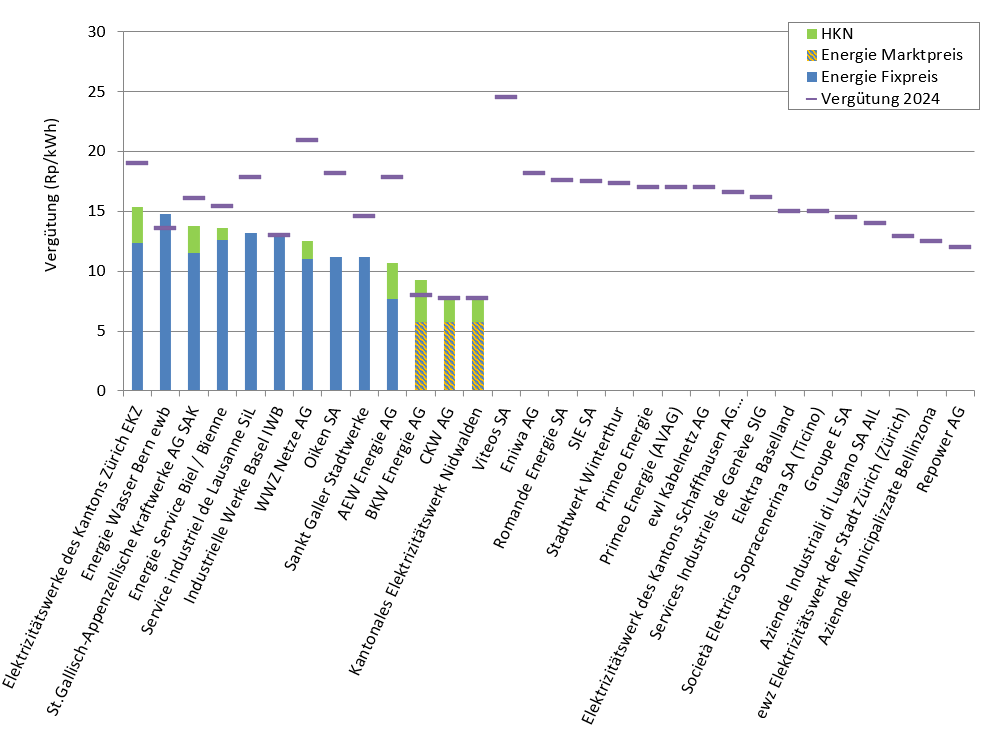 30
25
20
15
10
5
0
Vergütung (Rp/kWh)
HKN
Energie Marktpreis
Energie Fixpreis
Vergütung 2024
Elektrizitätswerke des Kantons Zürich EKZ
Energie Wasser Bern ewb
St.Gallisch-Appenzellische Kraftwerke AG SAK
Energie Service Biel / Bienne
Service industriel de Lausanne SiL
Industrielle Werke Basel IWB
WWZ Netze AG
Oiken SA
Sankt Galler Stadtwerke
AEW Energie AG
BKW Energie AG
CKW AG
Kantonales Elektrizitätswerk Nidwalden
Viteos SA
Eniwa AG
Romande Energie SA
SIE SA
Stadtwerk Winterthur
Primeo Energie
Primeo Energie (AVAG)
ewl Kabelnetz AG
Elektrizitätswerk des Kantons Schaffhausen AG...
Services Industriels de Genève SIG
Elektra Baselland
Società Elettrica Sopracenerina SA (Ticino)
Groupe E SA
Aziende Industriali di Lugano SA AIL
ewz Elektrizitätswerk der Stadt Zürich (Zürich)
Aziende Municipalizzate Bellinzona
Repower AG